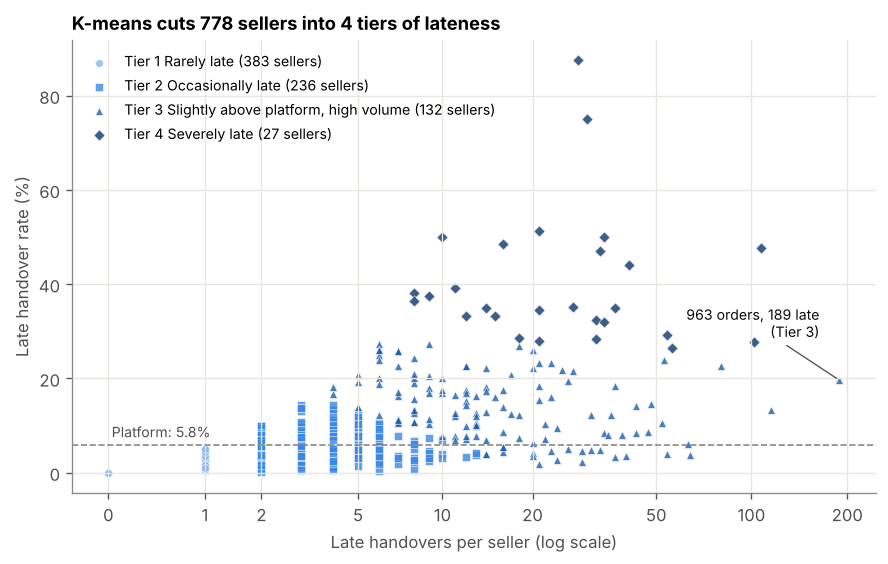 K-means cuts 778 sellers into 4 tiers of lateness
Tier 1 Rarely late (383 sellers)
Tier 2 Occasionally late (236 sellers)
Tier 3 Slightly above platform, high volume (132 sellers)
Tier 4 Severely late (27 sellers)
Late handover rate (%)
80
60
40
20
0
963 orders, 189 late
(Tier 3)
Platform: 5.8%
0 1 2 5 10 20 50 100 200
Late handovers per seller (log scale)